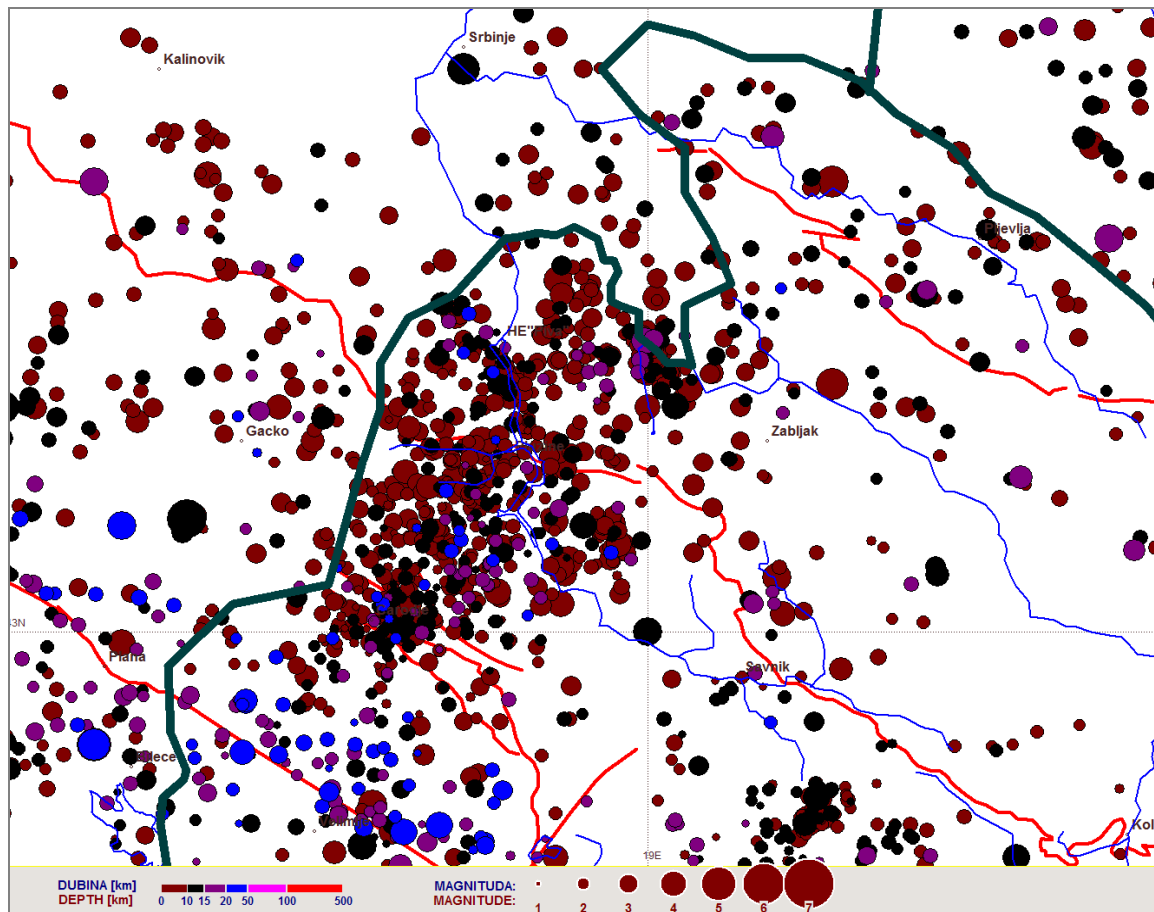 Srbinje
Kalinovik
Pljevlja
Gacko
Zabljak
43N
Plana
Savnik
19E
Kol
DUBINA [km]
DEPTH [km]
0 10 15 20 50 100 500
MAGNITUDA:
MAGNITUDE:
1 2 3 4 5 6 7